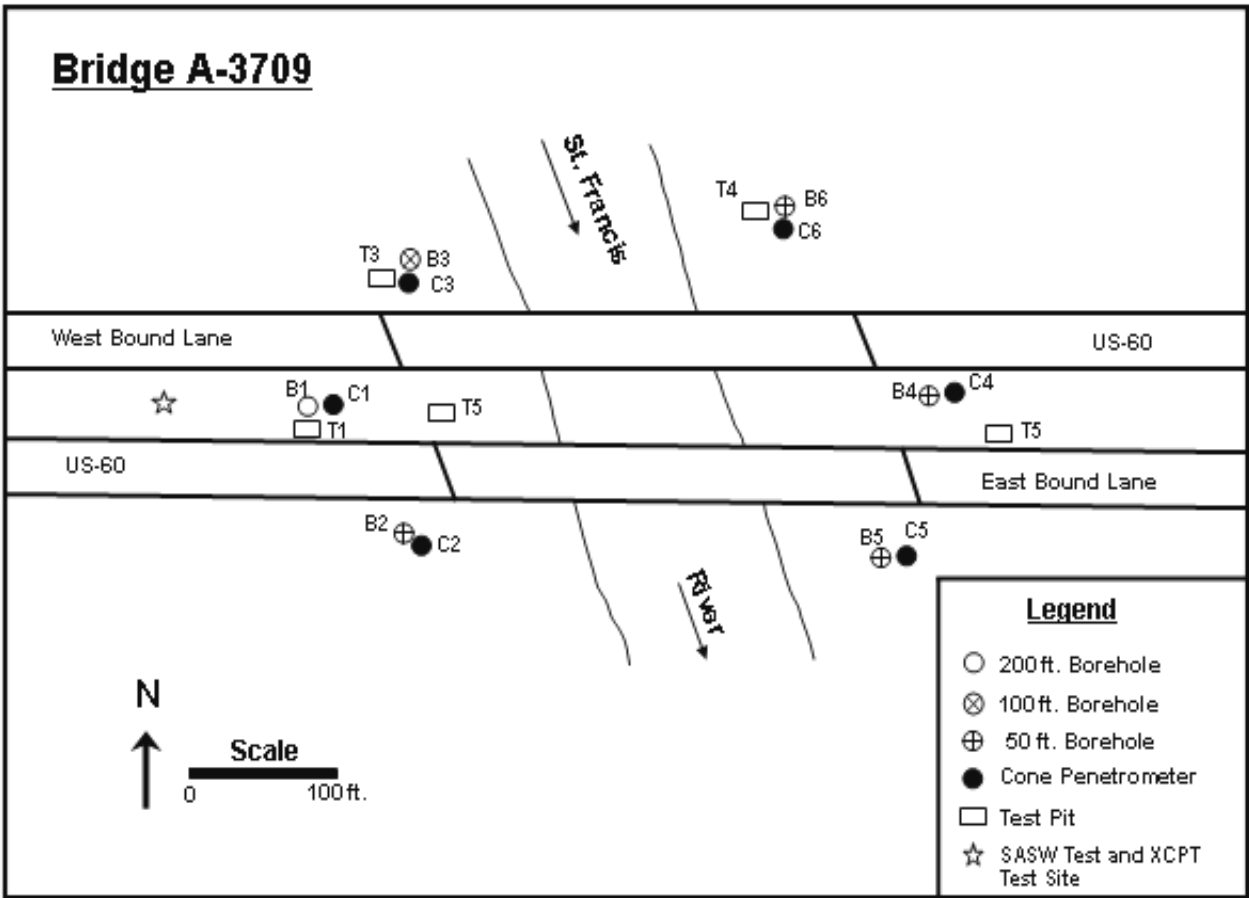 Bridge A-3709
St. Francis
T4
B6
C6
T3
B3
C3
West Bound Lane
US-60
B1
C1
T1
T5
B4
C4
T5
US-60
East Bound Lane
B2
C2
B5
C5
River
N
Scale
0
100 ft.
Legend
200 ft. Borehole
100 ft. Borehole
50 ft. Borehole
Cone Penetrometer
Test Pit
SASW Test and XCPT
Test Site